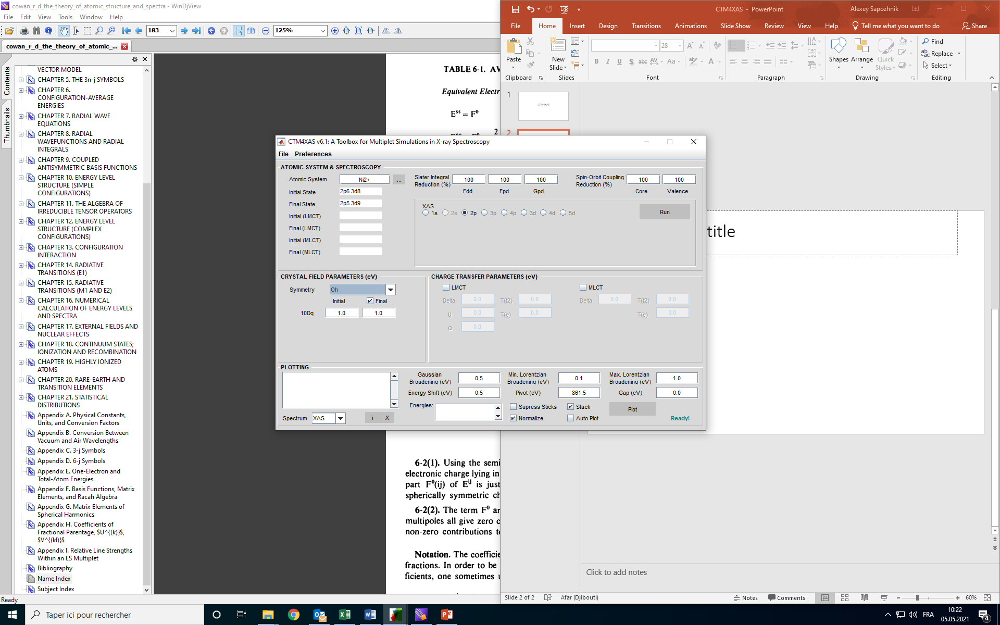 cowan_r_d_the_theory_of_atomic_structure_and_spectra - WinDjView
File Edit View Tools Window Help
183
125%
cowan_r_d_the_theory_of_atomic_...
Contents
Thumbnails
VECTOR MODEL
CHAPTER 5. THE 3n-j SYMBOLS
CHAPTER 6.
CONFIGURATION-AVERAGE
ENERGIES
CHAPTER 7. RADIAL WAVE
EQUATIONS
CHAPTER 8. RADIAL
WAVEFUNCTIONS AND RADIAL
INTEGRALS
CHAPTER 9. COUPLED
ANTISYMMETRIC BASIS FUNCTIONS
CHAPTER 10. ENERGY LEVEL
STRUCTURE (SIMPLE
CONFIGURATIONS)
CHAPTER 11. THE ALGEBRA OF
IRREDUCIBLE TENSOR OPERATORS
CHAPTER 12. ENERGY LEVEL
STRUCTURE (COMPLEX
CONFIGURATIONS)
CHAPTER 13. CONFIGURATION
INTERACTION
CHAPTER 14. RADIATIVE
TRANSITIONS (E1)
CHAPTER 15. RADIATIVE
TRANSITIONS (M1 AND E2)
CHAPTER 16. NUMERICAL
CALCULATION OF ENERGY LEVELS
AND SPECTRA
CHAPTER 17. EXTERNAL FIELDS AND
NUCLEAR EFFECTS
CHAPTER 18. CONTINUUM STATES;
IONIZATION AND RECOMBINATION
CHAPTER 19. HIGHLY IONIZED
ATOMS
CHAPTER 20. RARE-EARTH AND
TRANSITION ELEMENTS
CHAPTER 21. STATISTICAL
DISTRIBUTIONS
Appendix A. Physical Constants,
Units, and Conversion Factors
Appendix B. Conversion Between
Vacuum and Air Wavelengths
Appendix C. 3-j Symbols
Appendix D. 6-j Symbols
Appendix E. One-Electron and
Total-Atom Energies
Appendix F. Basis Functions, Matrix
Elements, and Racah Algebra
Appendix G. Matrix Elements of
Spherical Harmonics
Appendix H. Coefficients of
Fractional Parentage, $U^{(k)}$,
$V^{(kl)}$
Appendix I. Relative Line Strengths
Within an LS Multiplet
Bibliography
Name Index
Subject Index
Ready
TABLE 6-1. AV
Equivalent Electr
E^ss = F^0
2
6-2(1). Using the semi
electronic charge lying in
part F^0(ij) of E^ij is just
spherically symmetric ch
6-2(2). The term F^0 ar
multipoles all give zero c
non-zero contributions t
Notation. The coefficie
fractions. In order to be
ficients, one sometimes u
CTM4XAS - PowerPoint
Alexey Sapozhnik
File Home Insert Design Transitions Animations Slide Show Review View Help Tell me what you want to do Share
Paste
Clipboard
New
Slide
Slides
28
B I U S abc AV Aa A
Font
Paragraph
Shapes Arrange Quick
Styles
Drawing
Find
Replace
Select
Editing
1
CTM4XAS
2
title
Click to add notes
Slide 2 of 2 Afar (Djibouti) Notes Comments 60%
CTM4XAS v6.1: A Toolbox for Multiplet Simulations in X-ray Spectroscopy
File Preferences
ATOMIC SYSTEM & SPECTROSCOPY
Atomic System Ni2+ ...
Initial State 2p6 3d8
Final State 2p5 3d9
Initial (LMCT)
Final (LMCT)
Initial (MLCT)
Final (MLCT)
Slater Integral
Reduction (%) 100 100 100
Fdd Fpd Gpd
Spin-Orbit Coupling
Reduction (%) 100 100
Core Valence
XAS
1s 2s 2p 3p 4p 3d 4d 5d
Run
CRYSTAL FIELD PARAMETERS (eV)
Symmetry Oh
Initial Final
10Dq 1.0 1.0
CHARGE TRANSFER PARAMETERS (eV)
LMCT
Delta 0.0 T(t2) 0.0
U 0.0 T(e) 0.0
Q 0.0
MLCT
Delta 0.0 T(t2) 0.0
T(e) 0.0
PLOTTING
Spectrum XAS i X
Gaussian
Broadening (eV) 0.5
Min. Lorentzian
Broadening (eV) 0.1
Max. Lorentzian
Broadening (eV) 1.0
Energy Shift (eV) 0.5
Pivot (eV) 861.5
Gap (eV) 0.0
Energies:
Supress Sticks Stack
Normalize Auto Plot
Plot
Ready!
Taper ici pour rechercher
FRA
10:22
05.05.2021
4